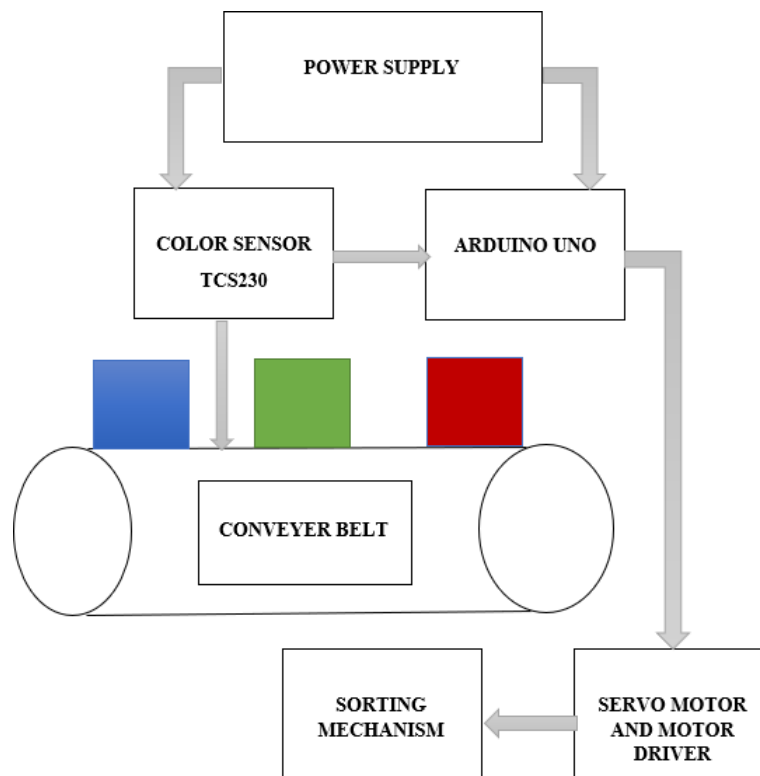 POWER SUPPLY
COLOR SENSOR
TCS230
ARDUINO UNO
CONVEYER BELT
SORTING
MECHANISM
SERVO MOTOR
AND MOTOR
DRIVER